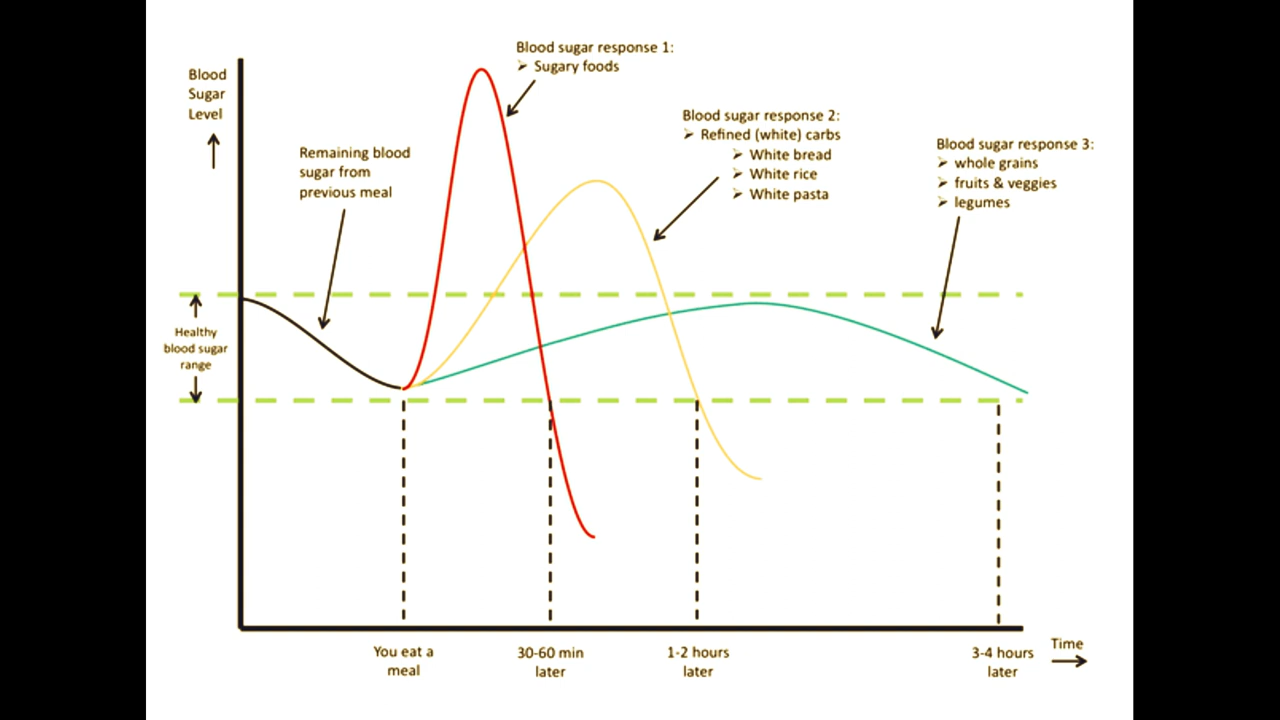 Blood
Sugar
Level
Remaining blood
sugar from
previous meal
Blood sugar response 1:
➢ Sugary foods
Blood sugar response 2:
➢ Refined (white) carbs
➢ White bread
➢ White rice
➢ White pasta
Blood sugar response 3:
➢ whole grains
➢ fruits & veggies
➢ legumes
Healthy
blood sugar
range
You eat a
meal
30-60 min
later
1-2 hours
later
3-4 hours
later
Time